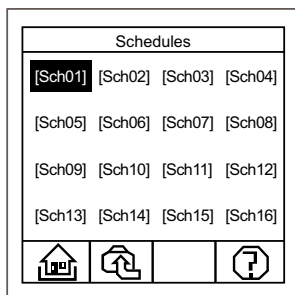 Schedules
[Sch01] [Sch02] [Sch03] [Sch04]
[Sch05] [Sch06] [Sch07] [Sch08]
[Sch09] [Sch10] [Sch11] [Sch12]
[Sch13] [Sch14] [Sch15] [Sch16]
?